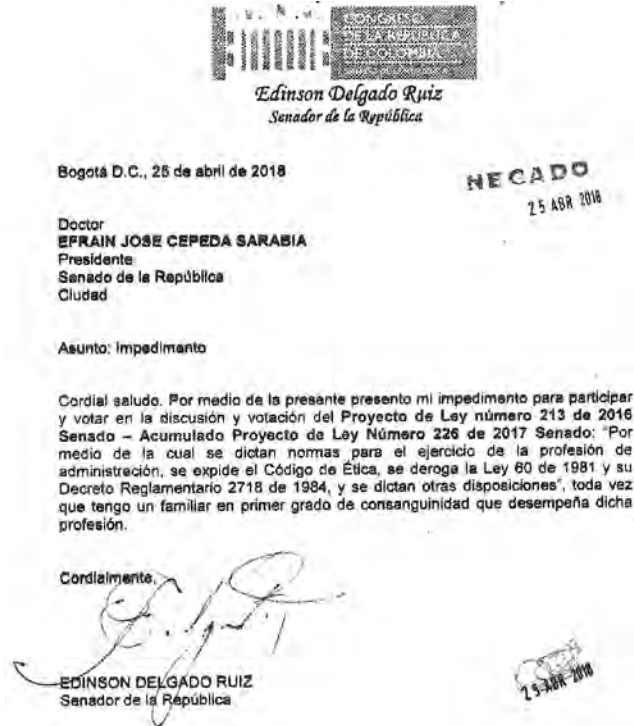 CONGRESO
DE LA REPÚBLICA
DE COLOMBIA
Edinson Delgado Ruiz
Senador de la República
Bogotá D.C., 25 de abril de 2018
NEGADO
25 ABR 2018
Doctor
EFRAIN JOSE CEPEDA SARABIA
Presidente
Senado de la República
Ciudad
Asunto: Impedimento
Cordial saludo. Por medio de la presente presento mi impedimento para participar
y votar en la discusión y votación del Proyecto de Ley número 213 de 2016
Senado – Acumulado Proyecto de Ley Número 226 de 2017 Senado: "Por
medio de la cual se dictan normas para el ejercicio de la profesión de
administración, se expide el Código de Ética, se deroga la Ley 60 de 1981 y su
Decreto Reglamentario 2718 de 1984, y se dictan otras disposiciones", toda vez
que tengo un familiar en primer grado de consanguinidad que desempeña dicha
profesión.
Cordialmente,
EDINSON DELGADO RUIZ
Senador de la República
25 ABR 2018